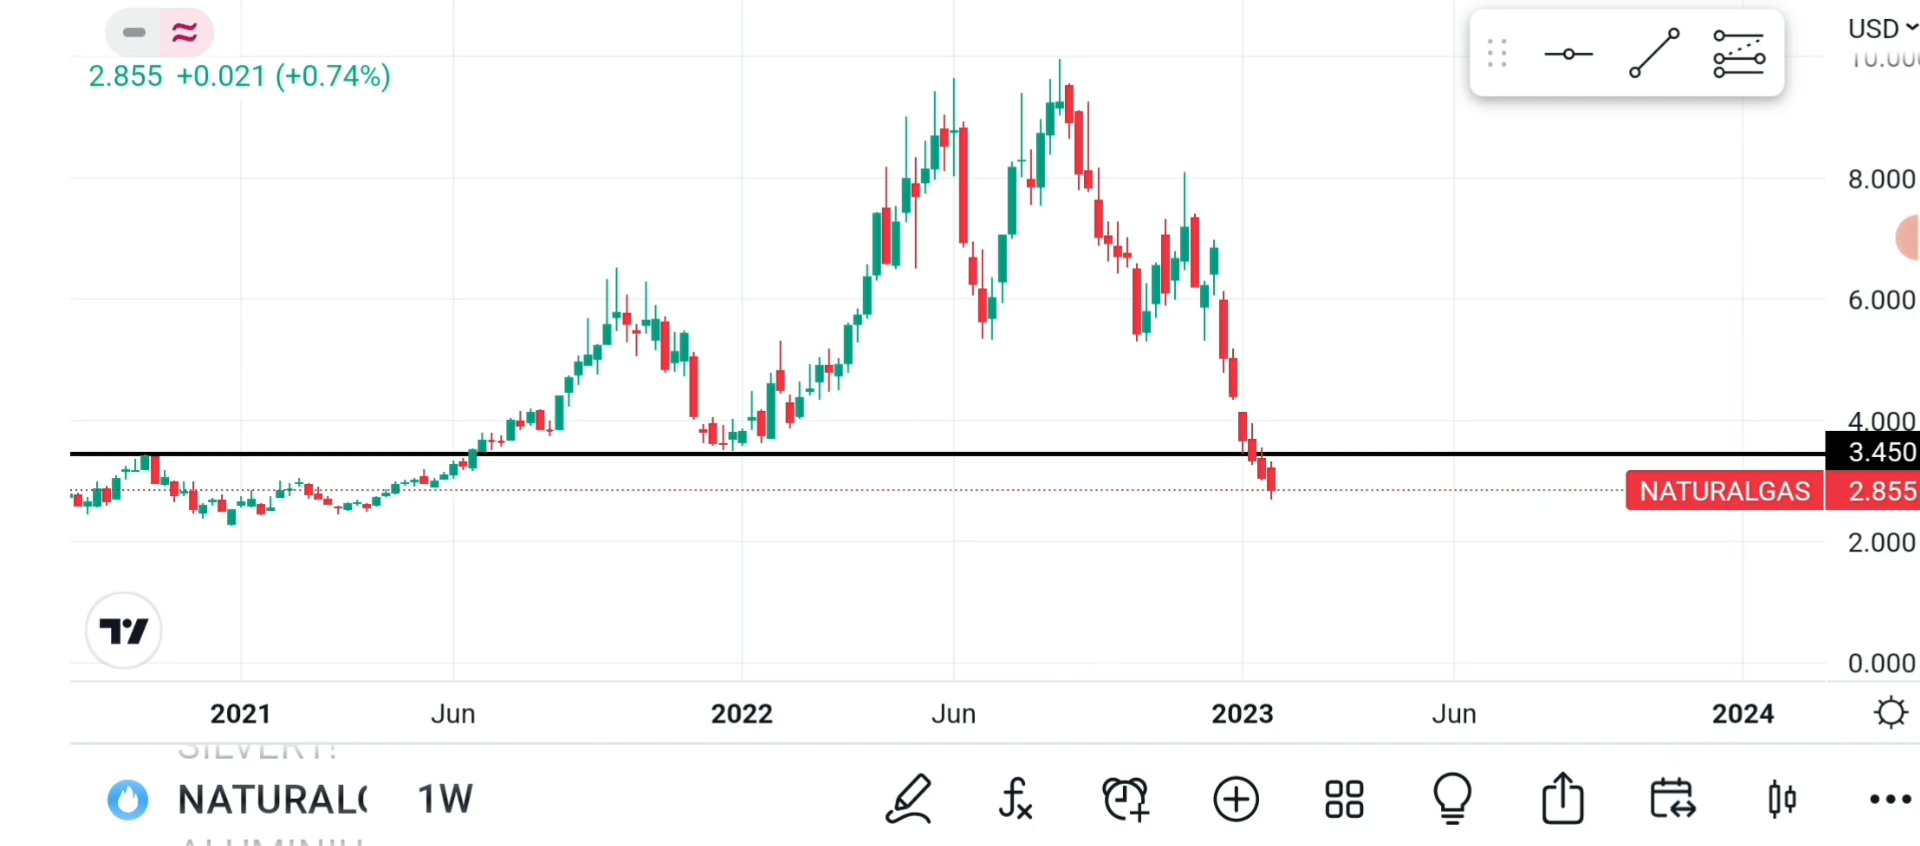 USD
2.855 +0.021 (+0.74%)
8.000
6.000
4.000
3.450
NATURALGAS 2.855
2.000
0.000
2021 Jun 2022 Jun 2023 Jun 2024
NATURAL 1W